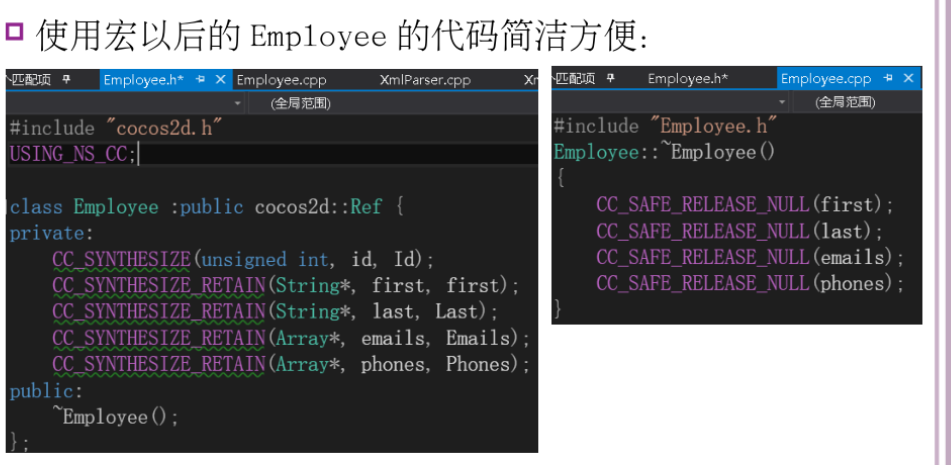 使用宏以后的 Employee 的代码简洁方便:
匹配项 Employee.h* Employee.cpp XmlParser.cpp
(全局范围)
#include "cocos2d.h"
USING_NS_CC;
class Employee :public cocos2d::Ref {
private:
CC_SYNTHESIZE(unsigned int, id, Id);
CC_SYNTHESIZE_RETAIN(String*, first, first);
CC_SYNTHESIZE_RETAIN(String*, last, Last);
CC_SYNTHESIZE_RETAIN(Array*, emails, Emails);
CC_SYNTHESIZE_RETAIN(Array*, phones, Phones);
public:
~Employee();
};
匹配项 Employee.h* Employee.cpp
(全局范围)
#include "Employee.h"
Employee::~Employee()
{
CC_SAFE_RELEASE_NULL(first);
CC_SAFE_RELEASE_NULL(last);
CC_SAFE_RELEASE_NULL(emails);
CC_SAFE_RELEASE_NULL(phones);
}